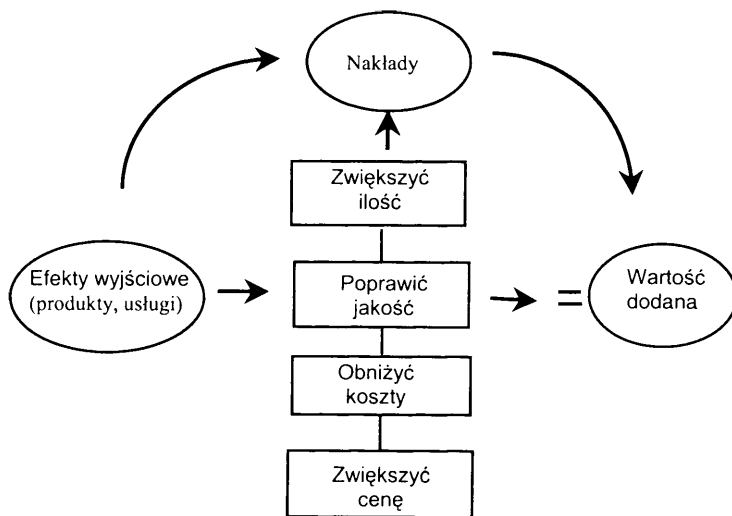 Nakłady
Zwiększyć
ilość
Efekty wyjściowe
(produkty, usługi)
Poprawić
jakość
=
Wartość
dodana
Obniżyć
koszty
Zwiększyć
cenę